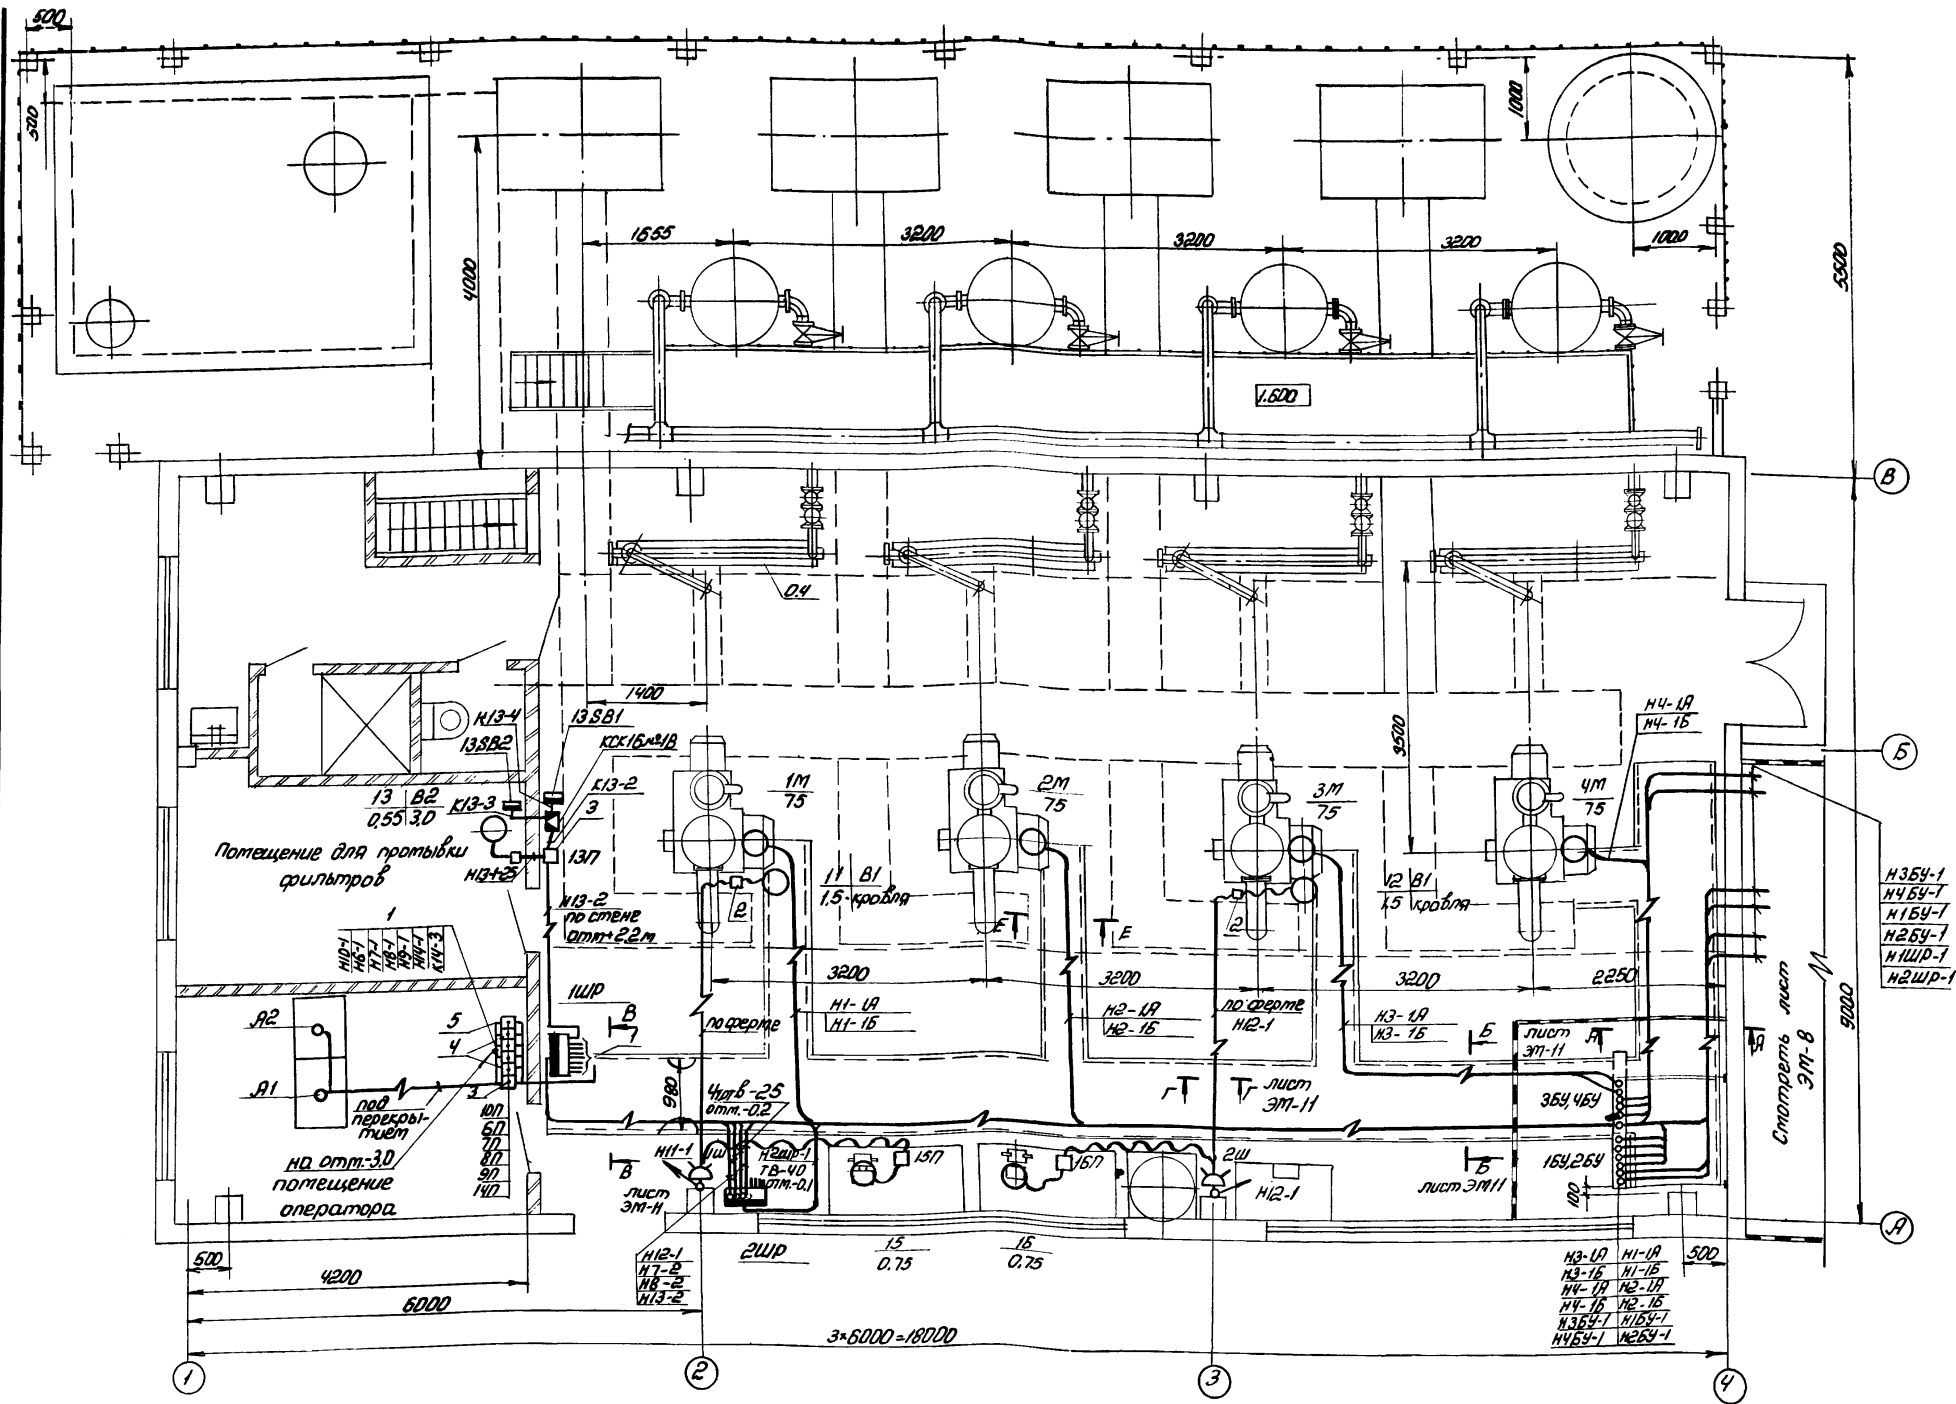 500
500
1000
1655
3200
3200
3200
1000
4000
5500
1.600
В
0.4
1400
Н13-4
13SB1
13SB2
КСК16№1В
К13-2
3
13 В2
0,55 3,0
К13-3
13П
Помещение для промывки
фильтров
1М
75
2М
75
3М
75
4М
75
3500
Н4-1А
Н4-1Б
Б
Н3БУ-1
Н4БУ-1
Н1БУ-1
Н2БУ-1
Н1ШР-1
Н2ШР-1
11 В1
1,5 кровля
12 В1
1,5 кровля
2
2
Н13-2
по стене
отм+2.2м
1
Н10-1
Н6-1
Н7-1
Н8-1
Н9-1
Н14-1
К14-3
Е
Е
3200
3200
3200
2250
9000
А2
А1
5
4
3
1ШР
В
7
по ферме
Н1-1А
Н1-1Б
Н2-1А
Н2-1Б
по ферме
Н12-1
Н3-1А
Н3-1Б
Б
лист
ЭМ-11
А
А
Смотреть лист
ЭМ-8
980
отм.-0.2
Г
Г
лист
ЭМ-11
3БУ,4БУ
под
перекры-
тием
10П
6П
7П
8П
9П
14П
на отм-3,0
помещение
оператора
В
Н11-1
1Ш
лист
ЭМ-11
Н2ШР-1
ТВ-40
отм.-0.1
15П
16П
2Ш
Н12-1
Б
лист ЭМ11
1БУ,2БУ
100
А
2ШР
15
0.75
16
0.75
Н12-1
Н7-2
Н8-2
Н13-2
Н3-1А Н1-1А
Н3-1Б Н1-1Б
Н4-1А Н2-1А
Н4-1Б Н2-1Б
Н3БУ-1 Н1БУ-1
Н4БУ-1 Н2БУ-1
500
500
4200
6000
3×6000=18000
1
2
3
4